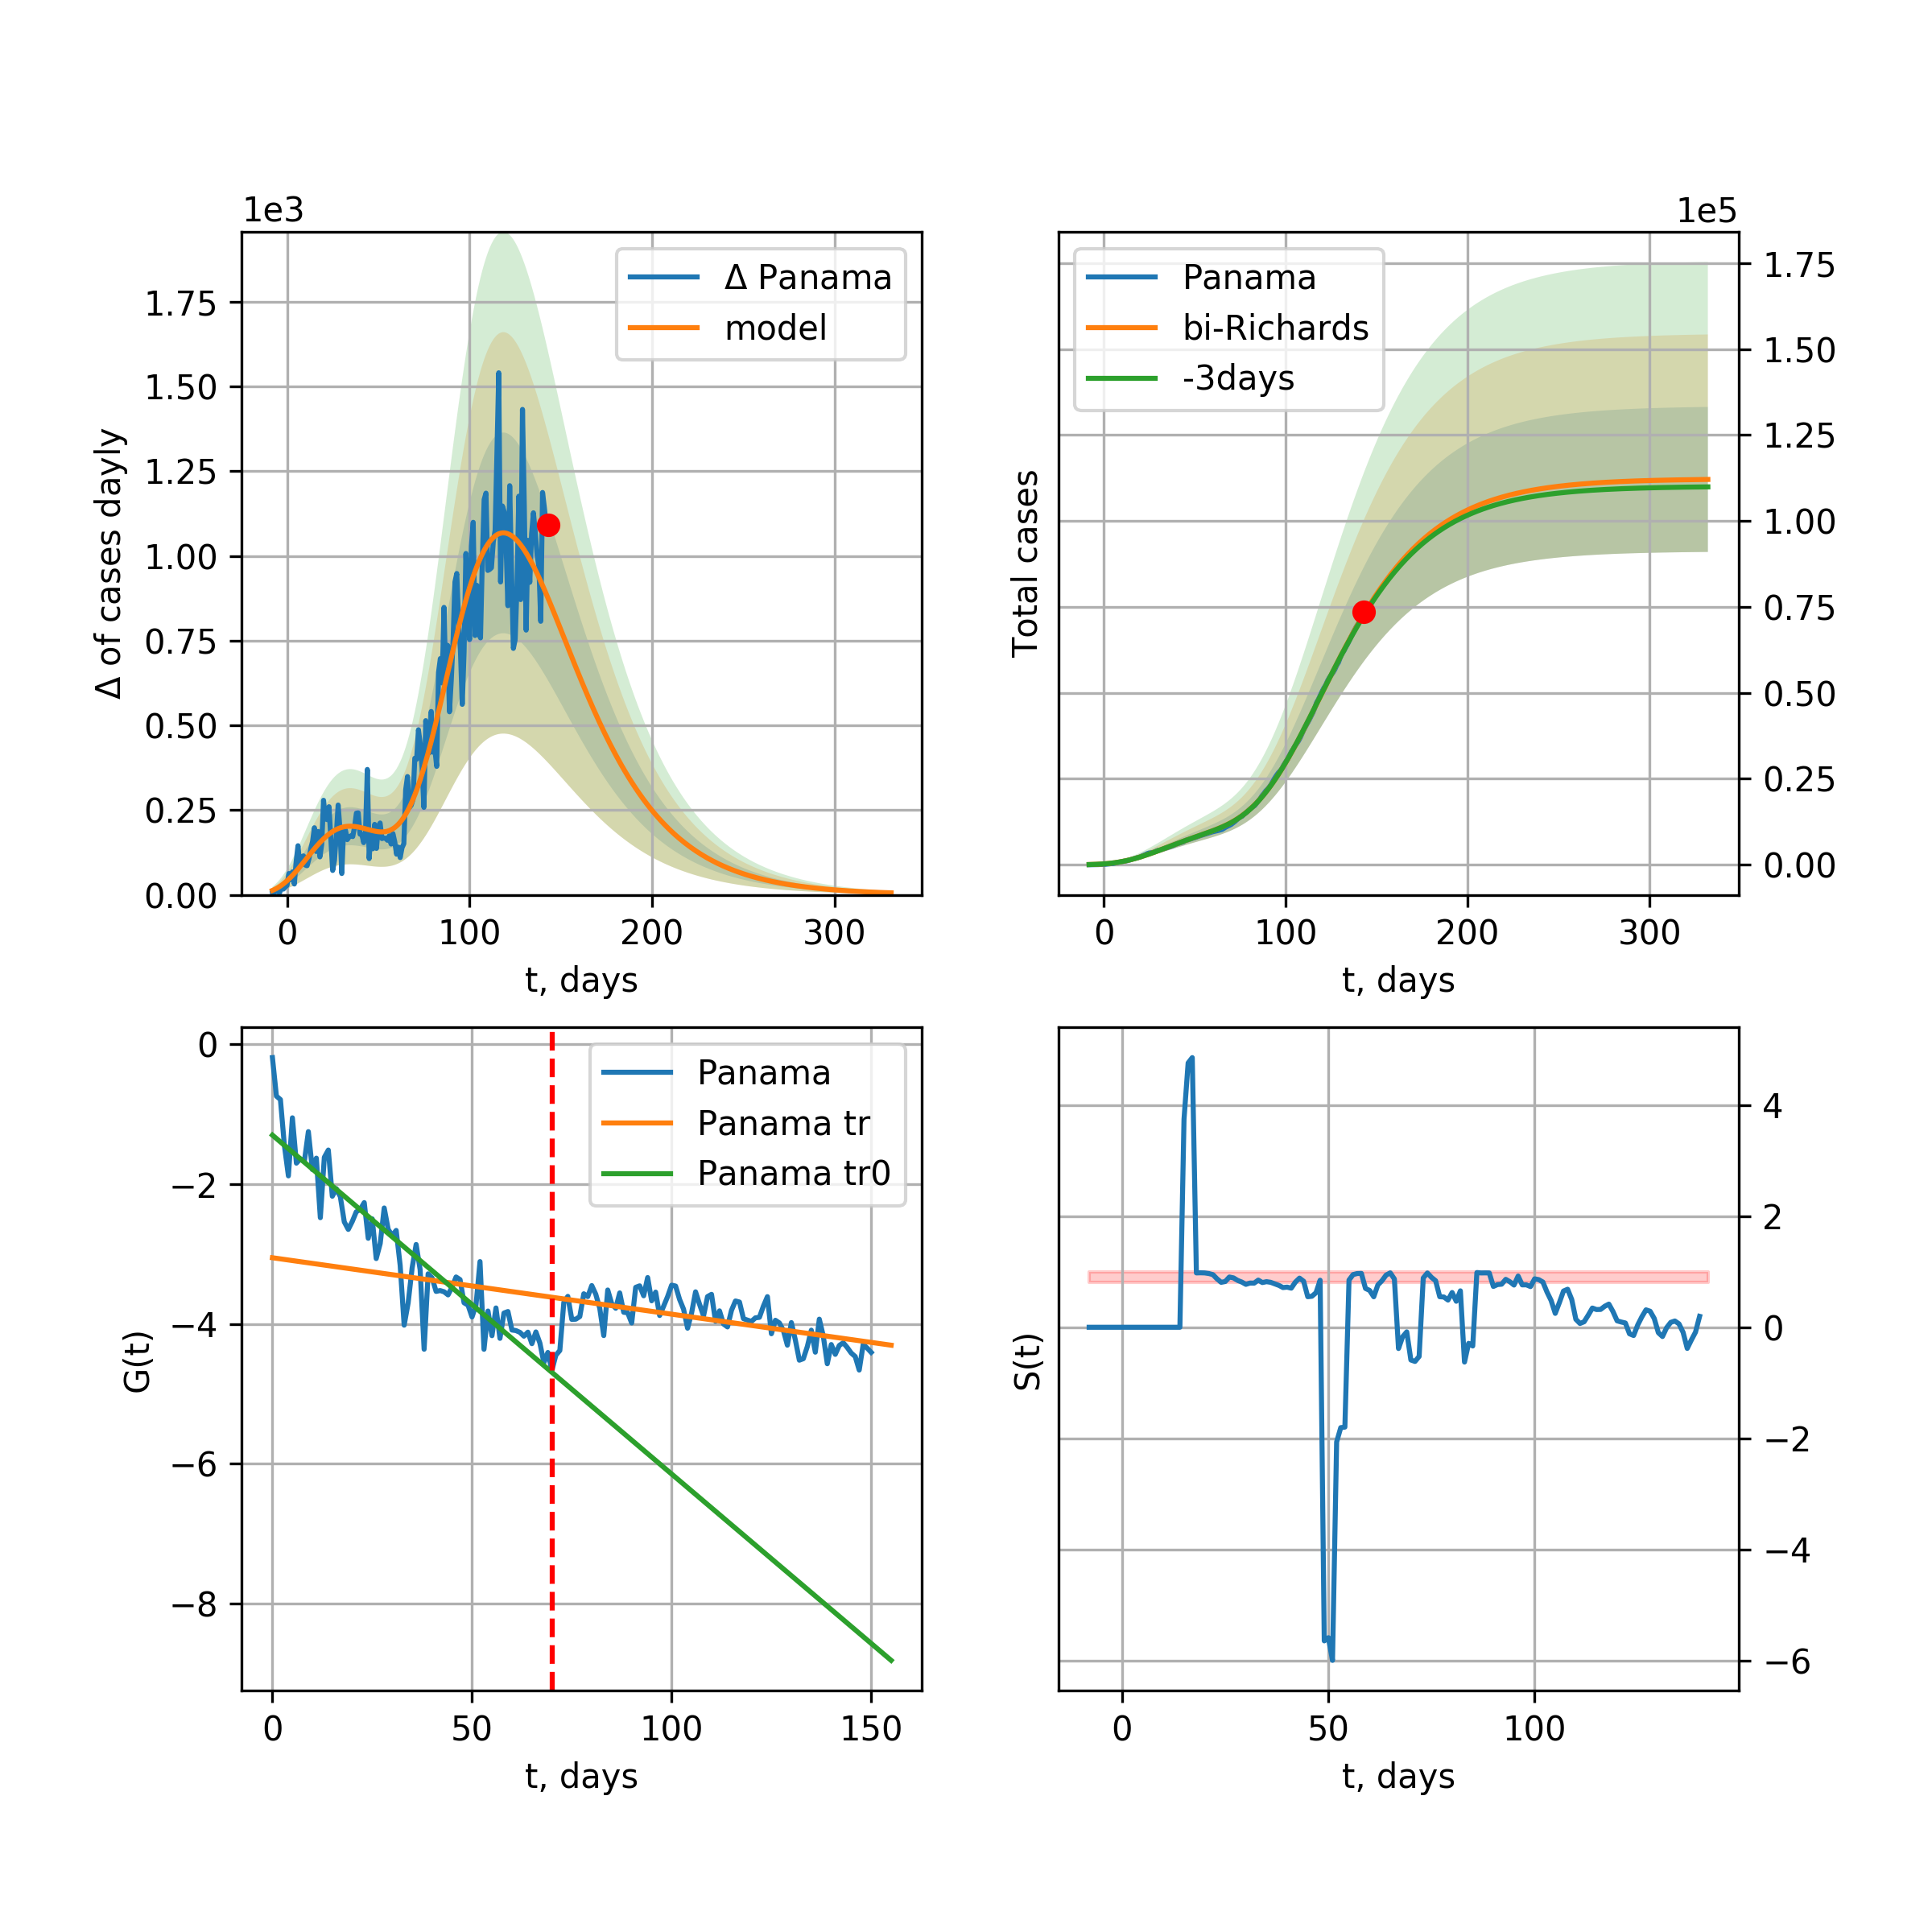 1e3
Δ of cases dayly
1.75
1.50
1.25
1.00
0.75
0.50
0.25
0.00
0 100 200 300
t, days
Δ Panama
model
1e5
Total cases
1.75
1.50
1.25
1.00
0.75
0.50
0.25
0.00
0 100 200 300
t, days
Panama
bi-Richards
-3days
G(t)
0
−2
−4
−6
−8
0 50 100 150
t, days
Panama
Panama tr
Panama tr0
S(t)
4
2
0
−2
−4
−6
0 50 100
t, days